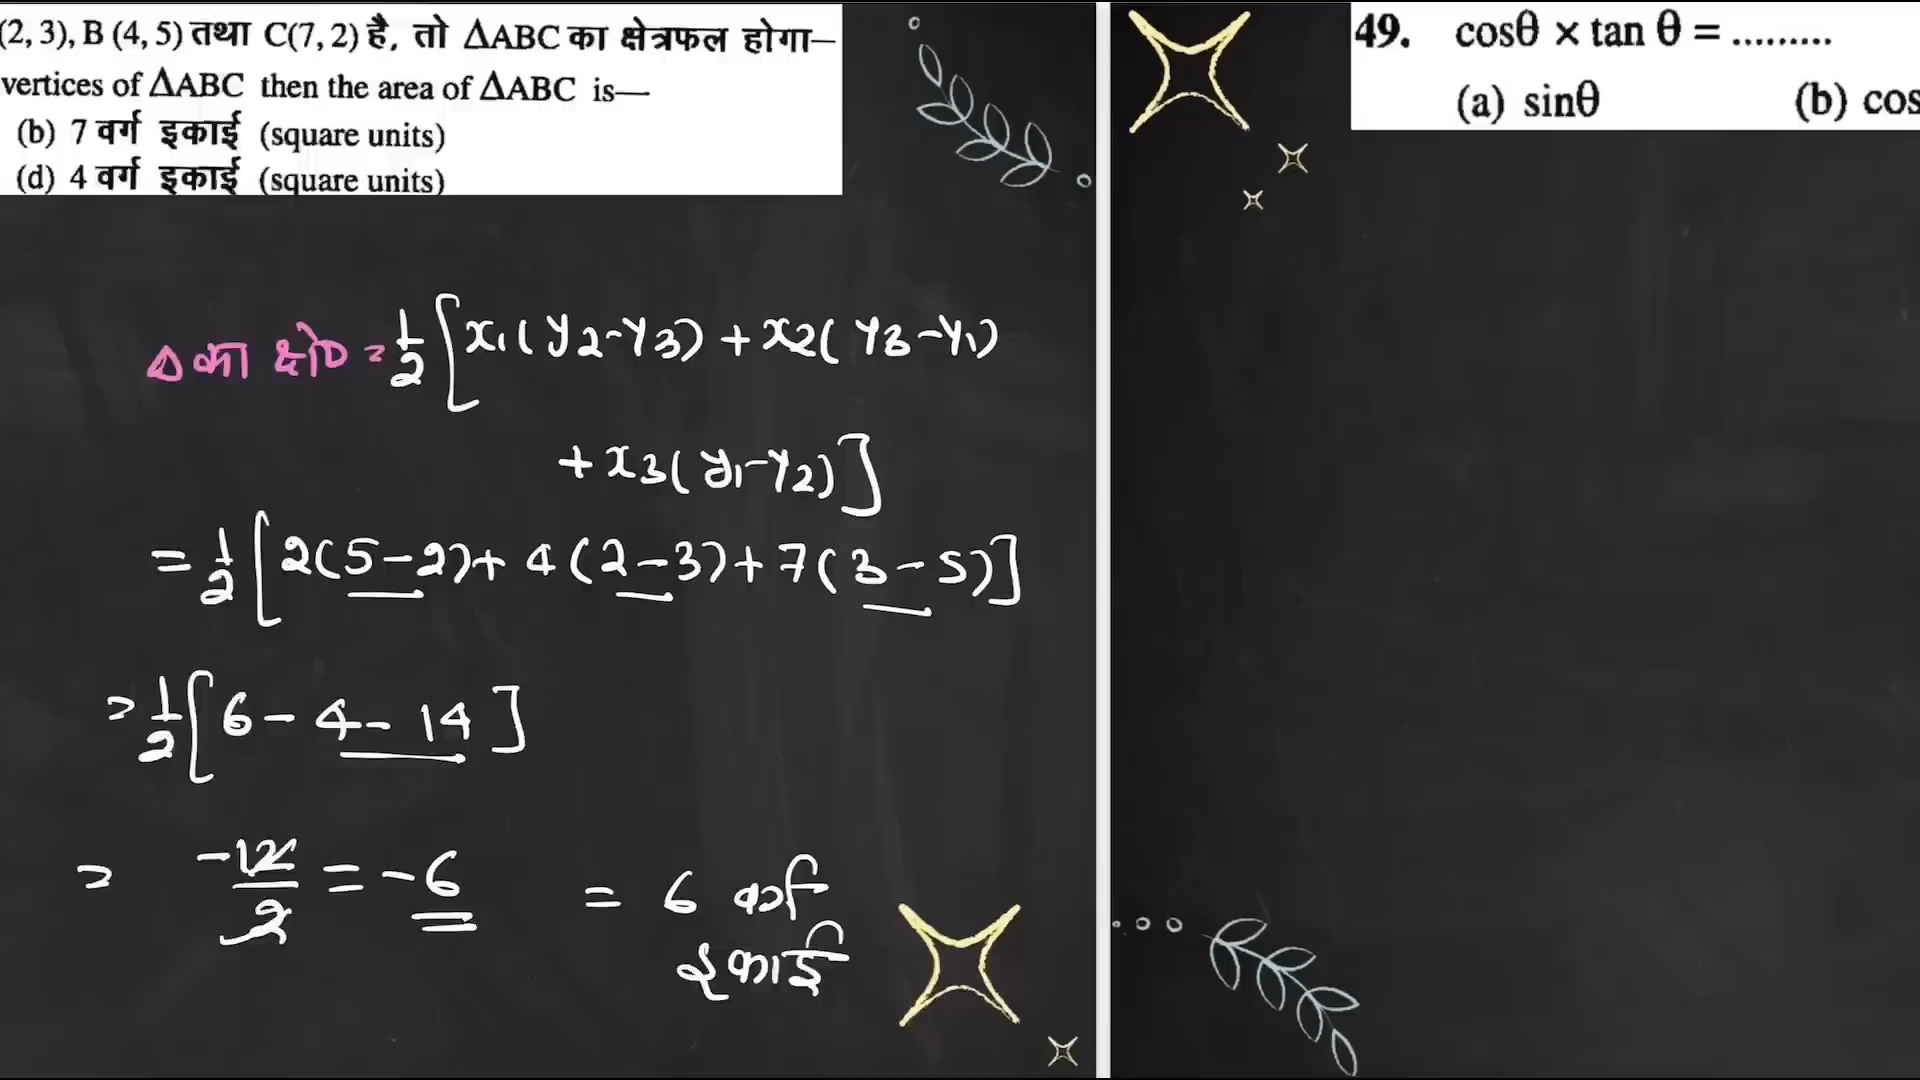 (2, 3), B (4, 5) तथा C(7, 2) है, तो ΔABC का क्षेत्रफल होगा—
vertices of ΔABC then the area of ΔABC is—
(b) 7 वर्ग इकाई (square units)
(d) 4 वर्ग इकाई (square units)
Δ का क्षे० = 1/2 [x1(y2-y3) + x2(y3-y1)
+ x3(y1-y2)]
= 1/2 [2(5-2) + 4(2-3) + 7(3-5)]
= 1/2 [6 - 4 - 14]
= -12/2 = -6 = 6 वर्ग
इकाई
49. cosθ × tan θ = .........
(a) sinθ (b) cos